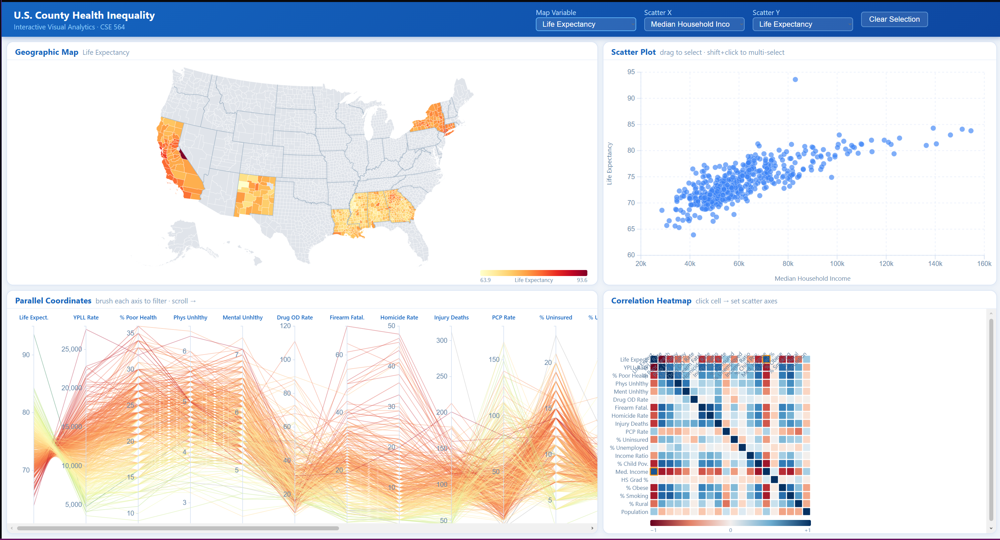 U.S. County Health Inequality
Interactive Visual Analytics · CSE 564
Map Variable
Life Expectancy
Scatter X
Median Household Inco
Scatter Y
Life Expectancy
Clear Selection
Geographic Map Life Expectancy
63.9 Life Expectancy 93.6
Scatter Plot drag to select · shift+click to multi-select
95
90
85
80
75
70
65
60
Life Expectancy
20k 40k 60k 80k 100k 120k 140k 160k
Median Household Income
Parallel Coordinates brush each axis to filter · scroll →
Life Expect. YPLL Rate % Poor Health Phys Unhlthy Mental Unhlthy Drug OD Rate Firearm Fatal. Homicide Rate Injury Deaths PCP Rate % Uninsured % U
90
80
70
25,000
20,000
15,000
10,000
5,000
35
30
25
20
15
10
6
5
4
3
7
6
5
120
100
80
60
40
20
60
40
20
50
40
30
20
10
300
250
200
150
100
50
150
100
50
20
15
10
5
Correlation Heatmap click cell → set scatter axes
Life Expect.
YPLL Rate
% Poor Health
Phys Unhlthy
Ment Unhlthy
Drug OD Rate
Firearm Fatal.
Homicide Rate
Injury Deaths
PCP Rate
% Uninsured
% Unemployed
Income Ratio
% Child Pov.
Med. Income
HS Grad %
% Obese
% Smoking
% Rural
Population
−1 0 +1